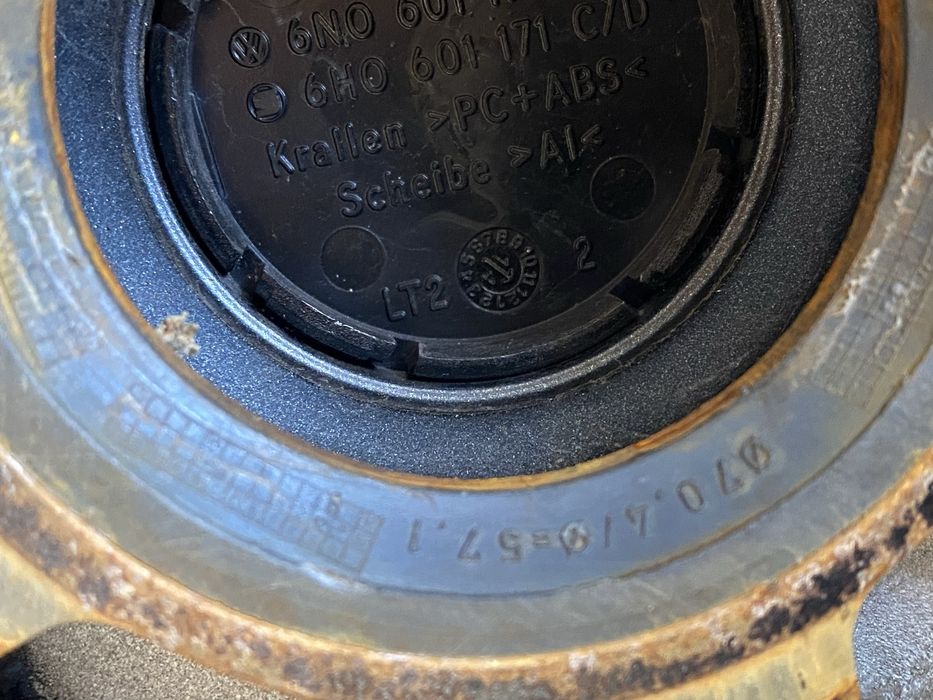 6N0 601
6H0 601 171 C/D
Krallen >PC+ABS<
Scheibe >Al<
LT2
2
Ø70,4/Ø=57,1